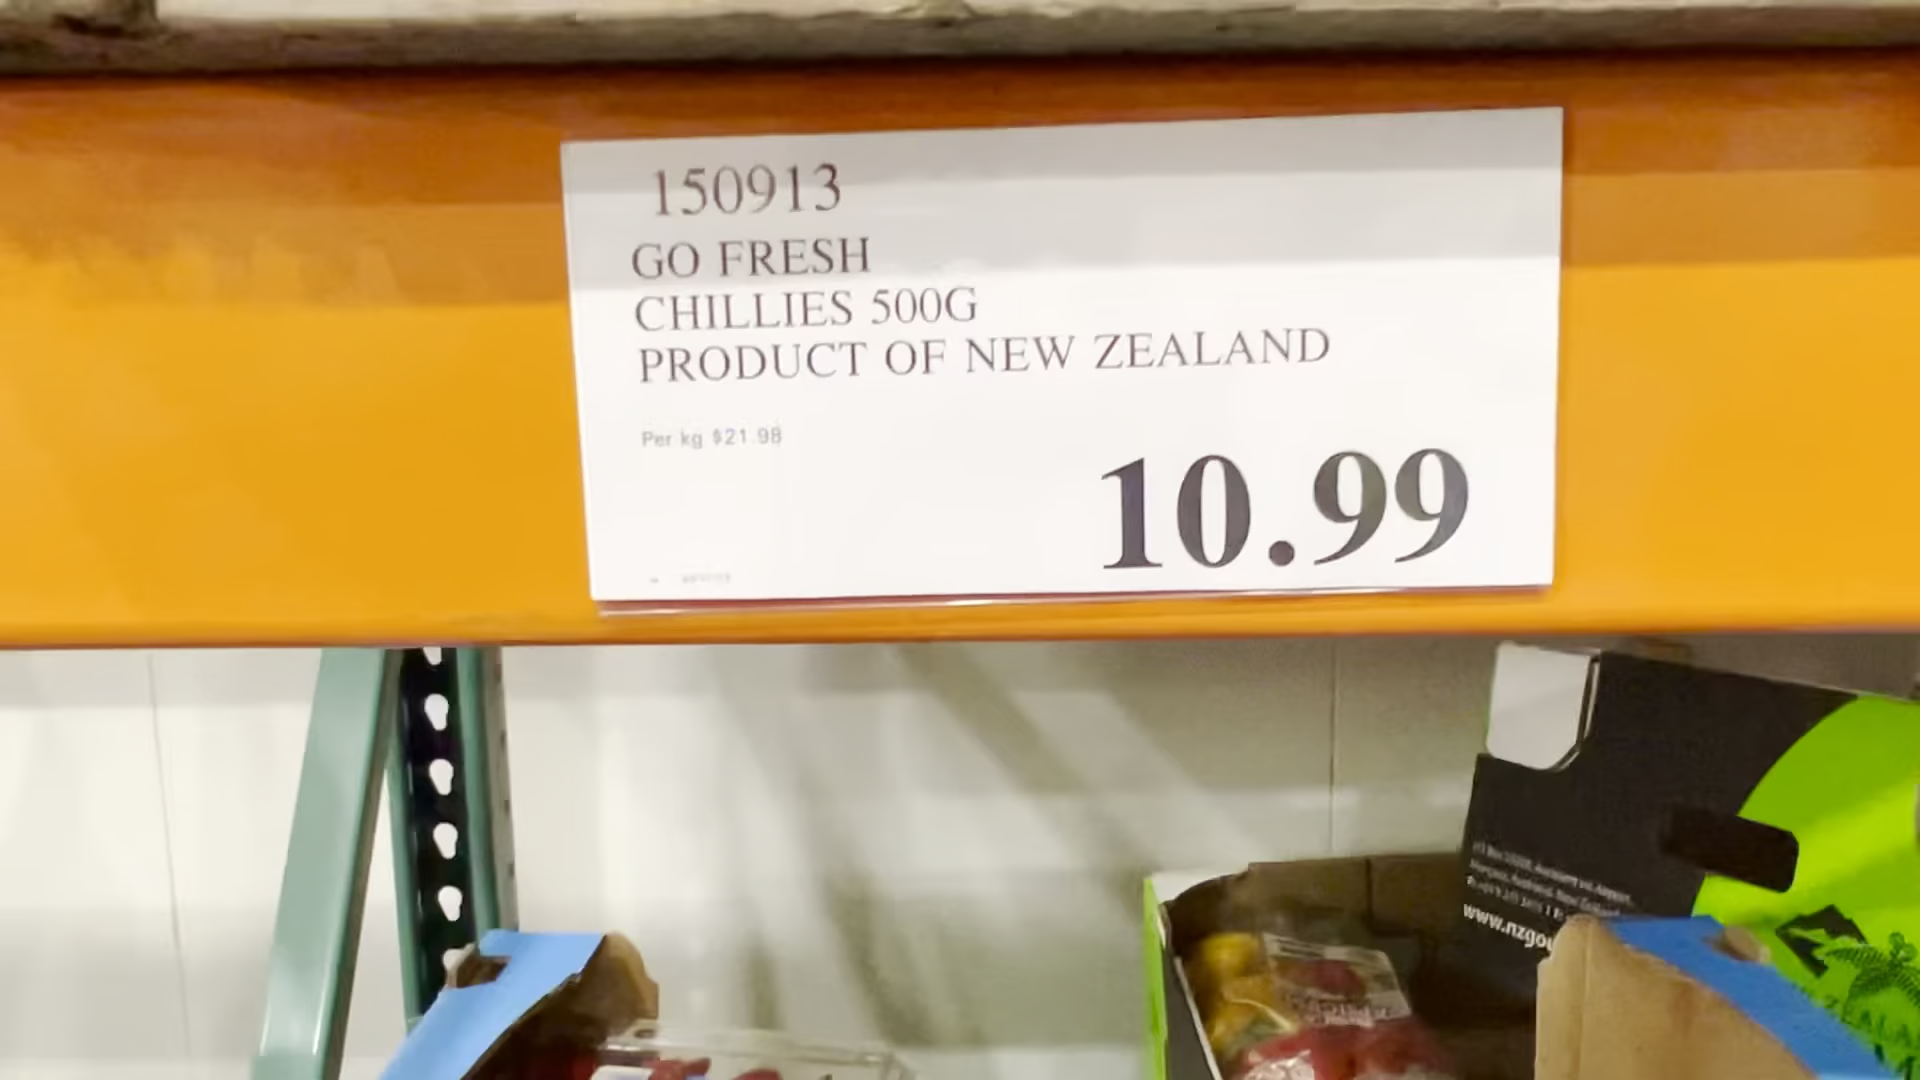 150913
GO FRESH
CHILLIES 500G
PRODUCT OF NEW ZEALAND
Per kg $21.98
10.99
www.nzgou